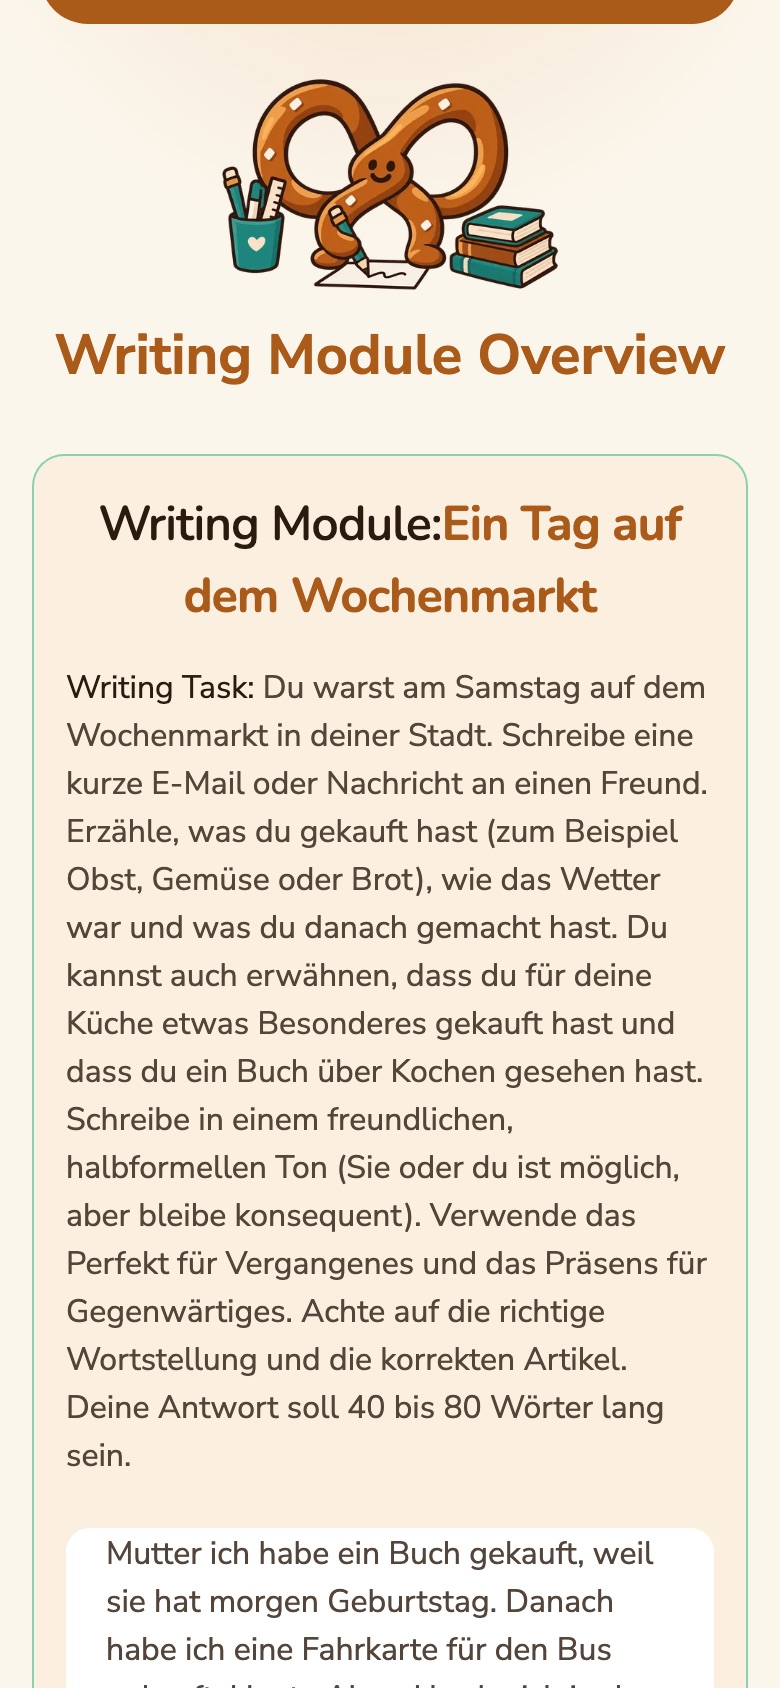 Writing Module Overview
Writing Module:Ein Tag auf
dem Wochenmarkt
Writing Task: Du warst am Samstag auf dem
Wochenmarkt in deiner Stadt. Schreibe eine
kurze E-Mail oder Nachricht an einen Freund.
Erzähle, was du gekauft hast (zum Beispiel
Obst, Gemüse oder Brot), wie das Wetter
war und was du danach gemacht hast. Du
kannst auch erwähnen, dass du für deine
Küche etwas Besonderes gekauft hast und
dass du ein Buch über Kochen gesehen hast.
Schreibe in einem freundlichen,
halbformellen Ton (Sie oder du ist möglich,
aber bleibe konsequent). Verwende das
Perfekt für Vergangenes und das Präsens für
Gegenwärtiges. Achte auf die richtige
Wortstellung und die korrekten Artikel.
Deine Antwort soll 40 bis 80 Wörter lang
sein.
Mutter ich habe ein Buch gekauft, weil
sie hat morgen Geburtstag. Danach
habe ich eine Fahrkarte für den Bus